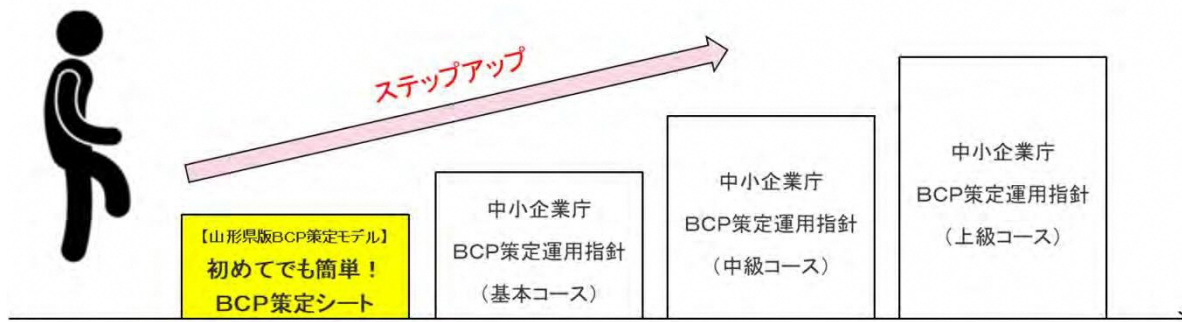 ステップアップ
【山形県版BCP策定モデル】
初めてでも簡単！
BCP策定シート
中小企業庁
BCP策定運用指針
（基本コース）
中小企業庁
BCP策定運用指針
（中級コース）
中小企業庁
BCP策定運用指針
（上級コース）